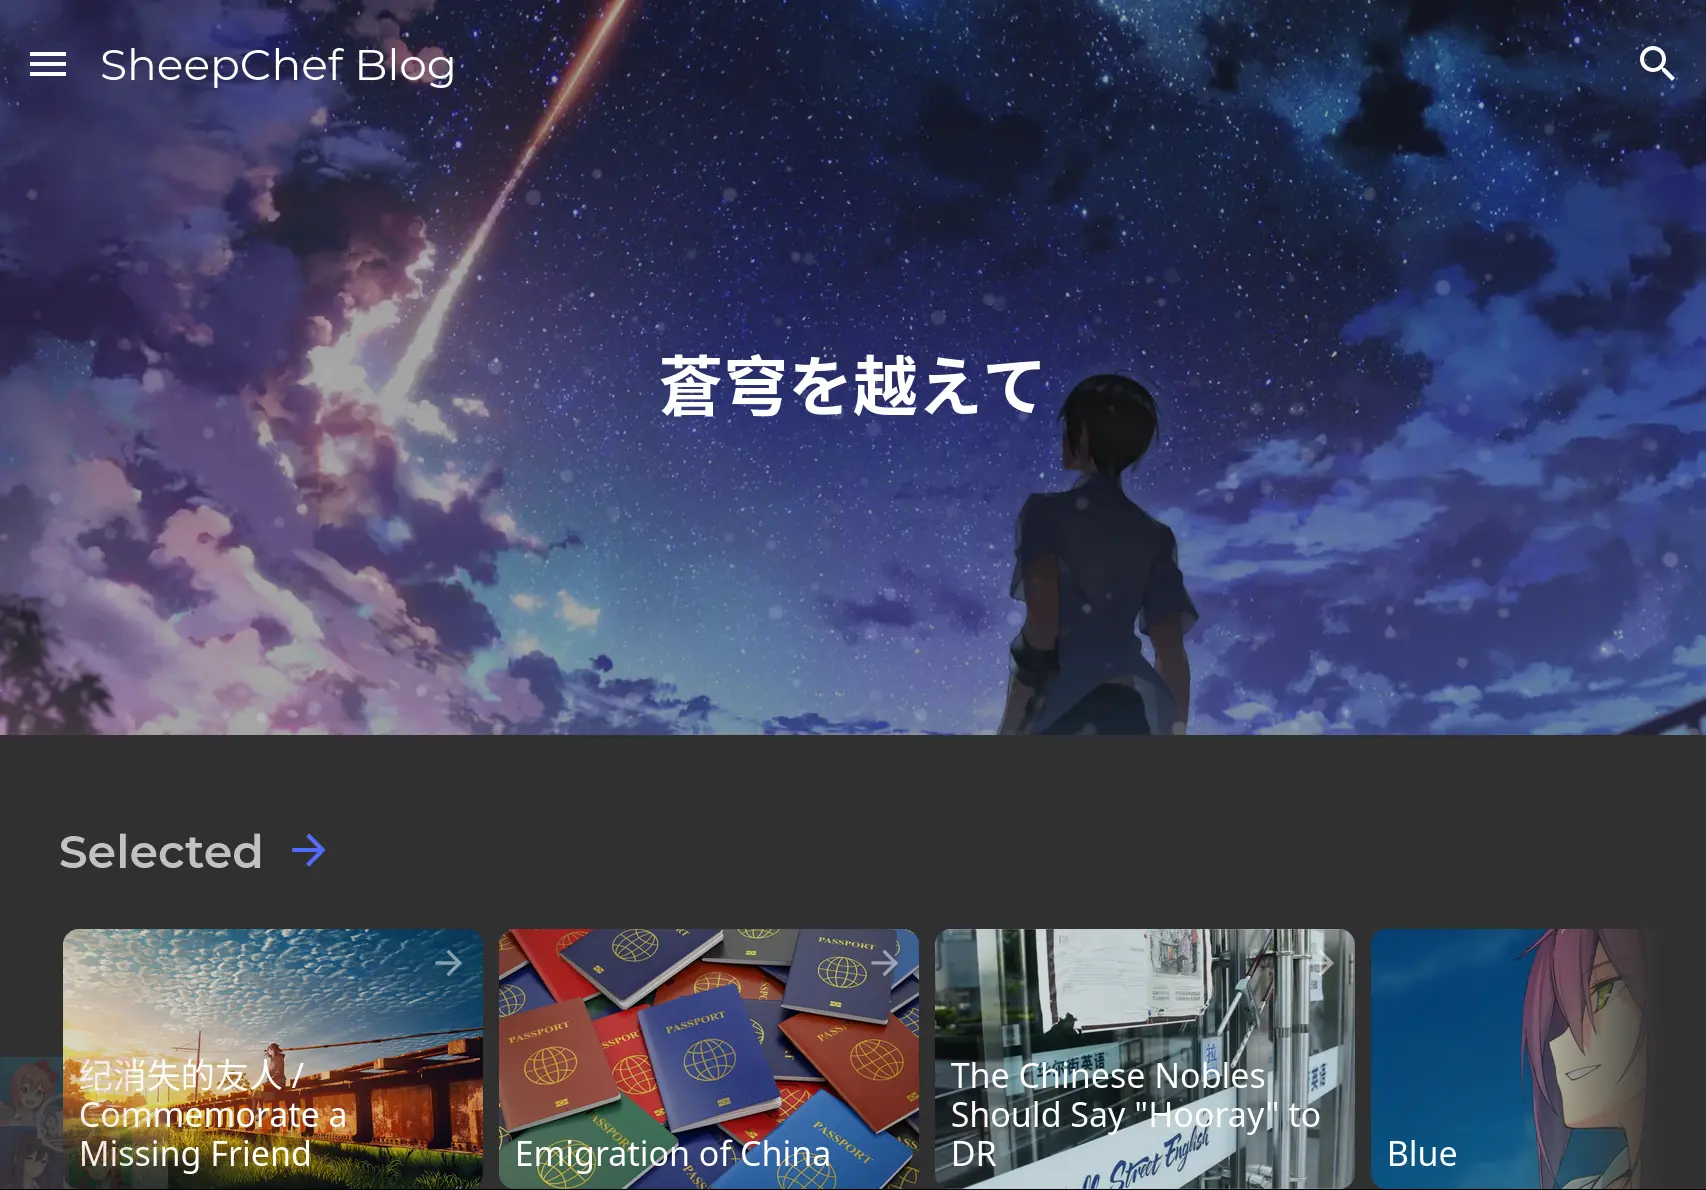 SheepChef Blog
蒼穹を越えて
Selected
纪消失的友人 /
Commemorate a
Missing Friend
PASSPORT
PASSPORT
PASSPORT
Emigration of China
The Chinese Nobles
Should Say "Hooray" to
DR
Street English
Blue